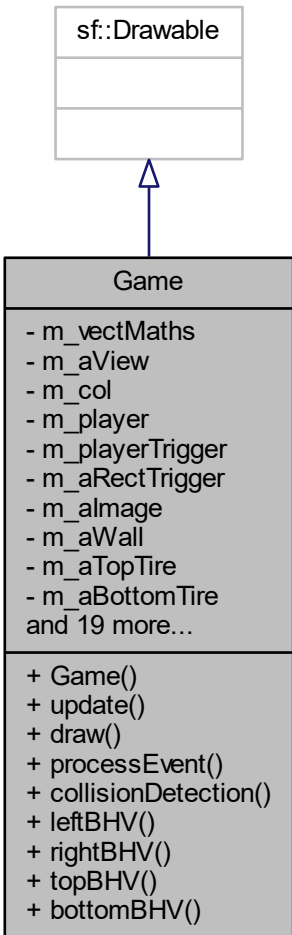 sf::Drawable
Game
- m_vectMaths
- m_aView
- m_col
- m_player
- m_playerTrigger
- m_aRectTrigger
- m_aImage
- m_aWall
- m_aTopTire
- m_aBottomTire
and 19 more...
+ Game()
+ update()
+ draw()
+ processEvent()
+ collisionDetection()
+ leftBHV()
+ rightBHV()
+ topBHV()
+ bottomBHV()